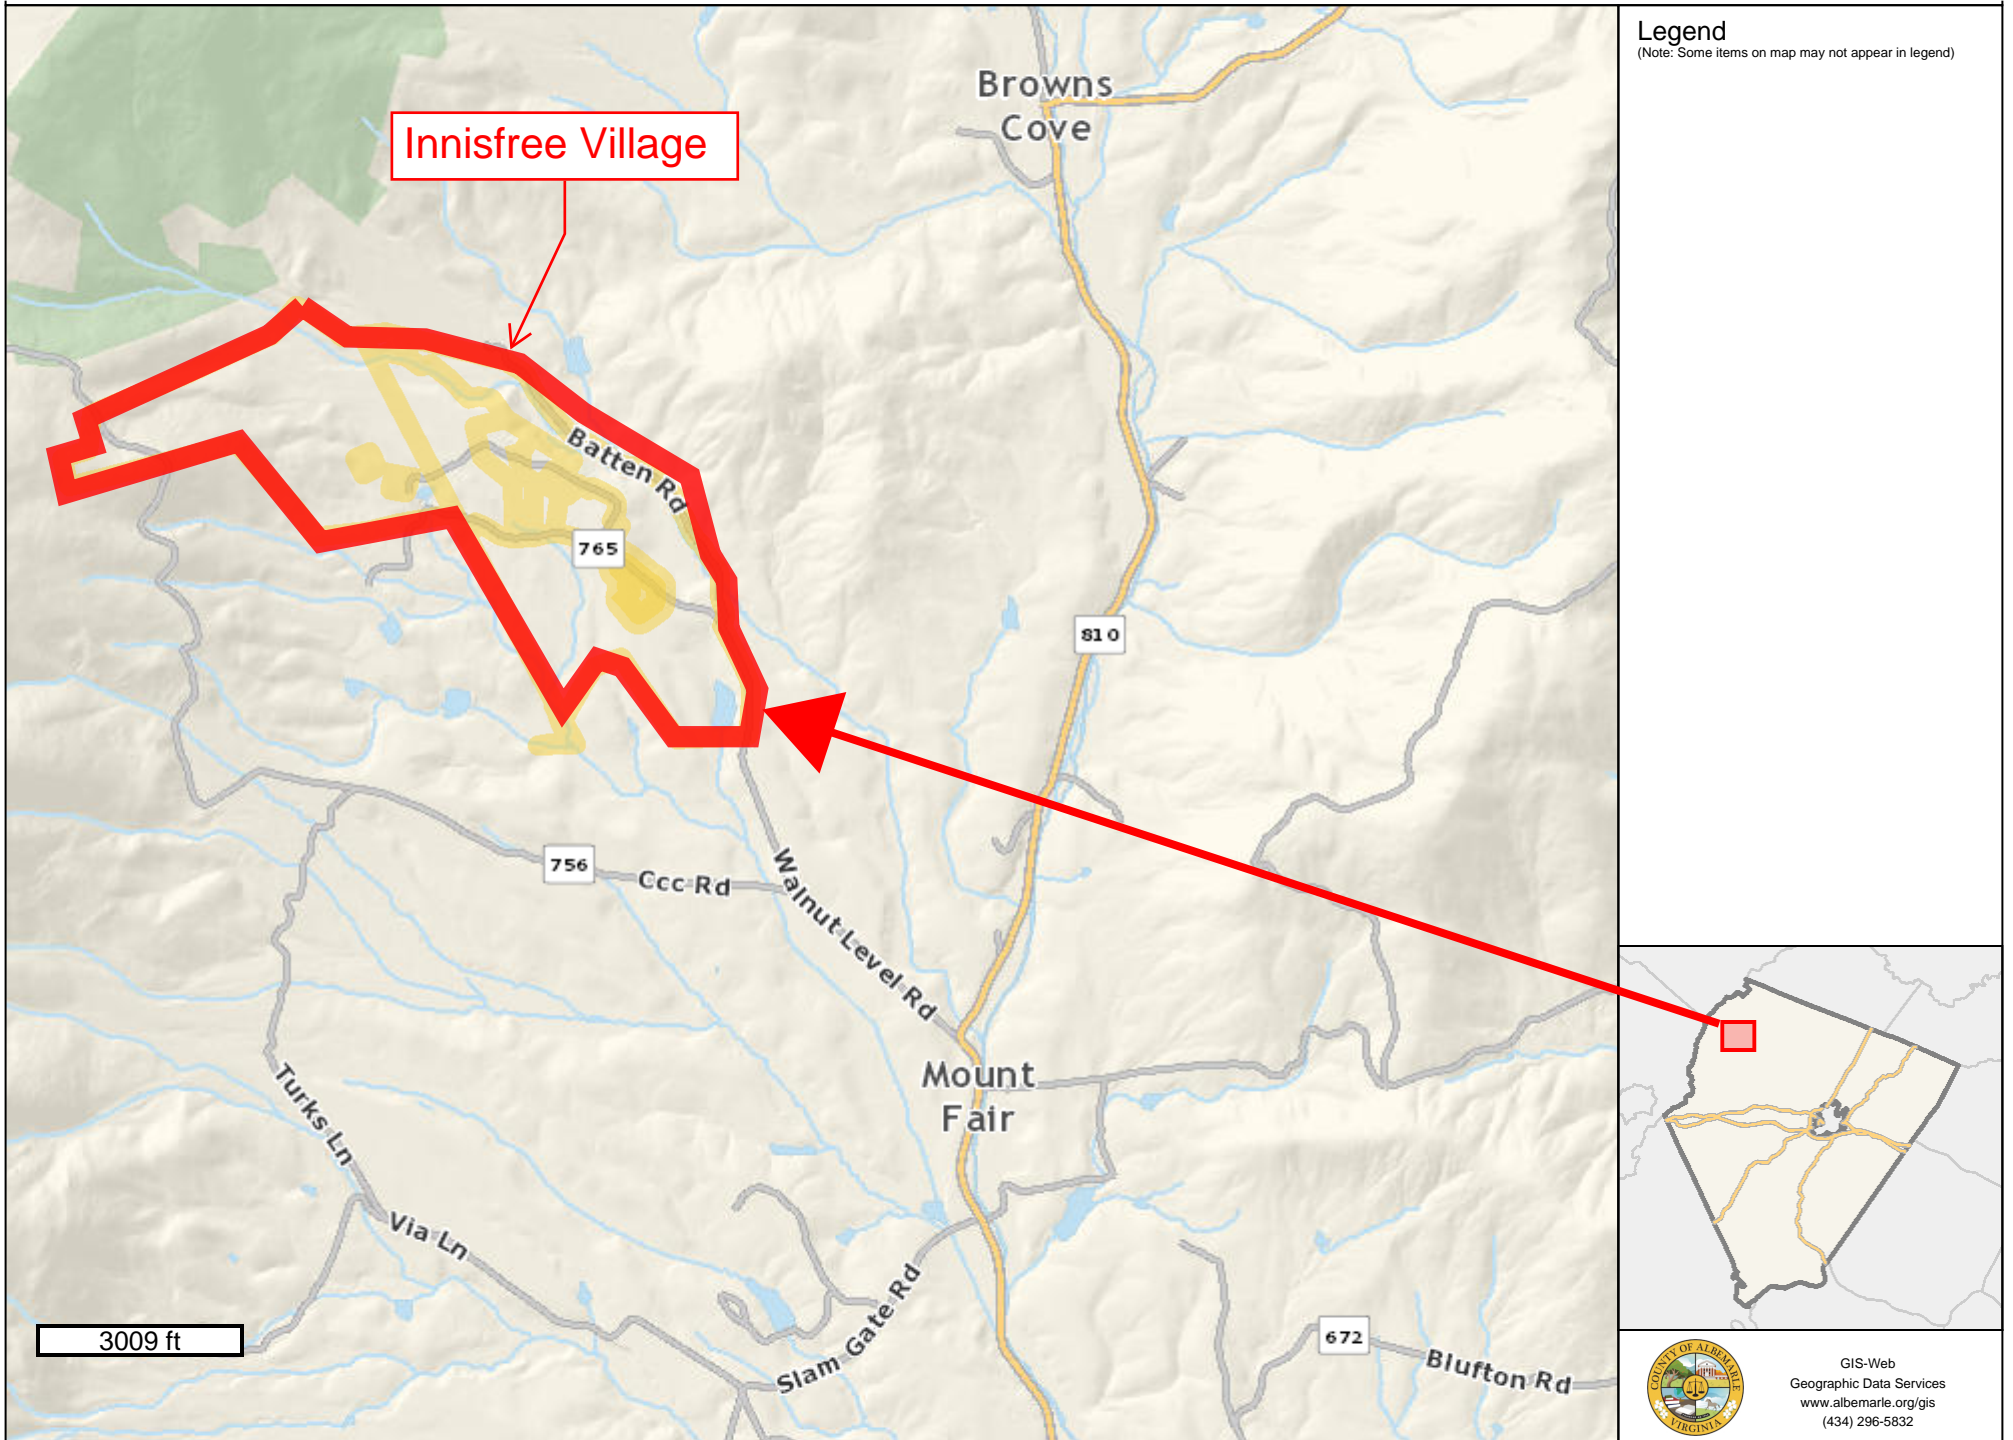 Legend
(Note: Some items on map may not appear in legend)
Browns
Cove
Innisfree Village
Batten Rd
765
810
756
Ccc Rd
Walnut Level Rd
Mount
Fair
Turks Ln
Via Ln
Slam Gate Rd
672
Blufton Rd
3009 ft
COUNTY OF ALBEMARLE
VIRGINIA
GIS-Web
Geographic Data Services
www.albemarle.org/gis
(434) 296-5832